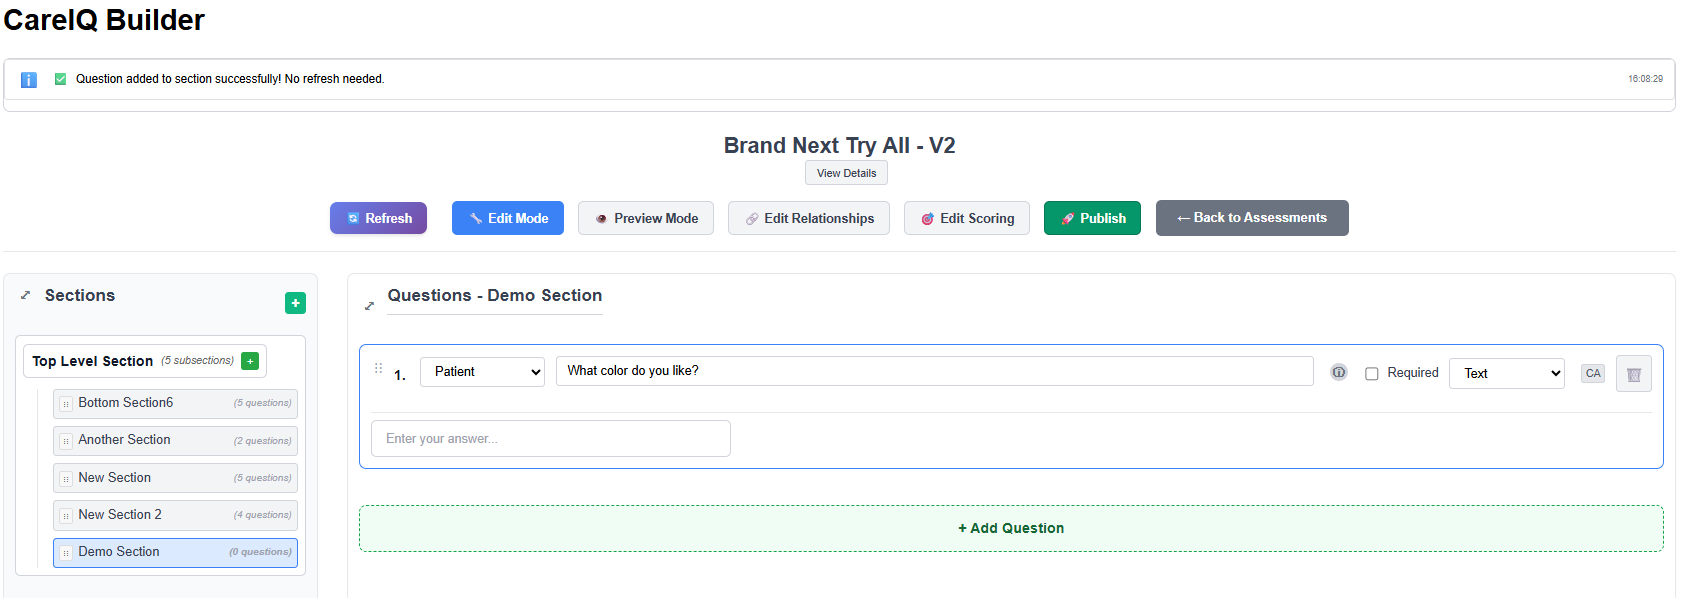 CareIQ Builder
Question added to section successfully! No refresh needed.
16:08:29
Brand Next Try All - V2
View Details
Refresh
Edit Mode
Preview Mode
Edit Relationships
Edit Scoring
Publish
← Back to Assessments
Sections
+
Top Level Section (5 subsections) +
Bottom Section6 (5 questions)
Another Section (2 questions)
New Section (5 questions)
New Section 2 (4 questions)
Demo Section (0 questions)
Questions - Demo Section
1. Patient What color do you like? Required Text CA
Enter your answer...
+ Add Question